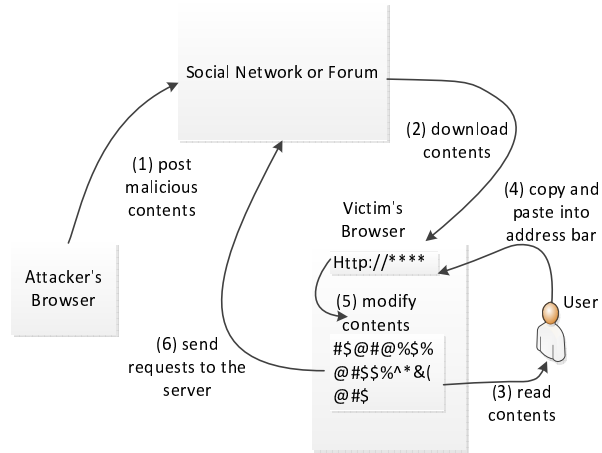 Social Network or Forum
(1) post
malicious
contents
(2) download
contents
(4) copy and
paste into
address bar
Victim's
Browser
Attacker's
Browser
Http://****
User
(5) modify
contents
#$@#@%$%
@#$$%^*&(
@#$
(6) send
requests to the
server
(3) read
contents